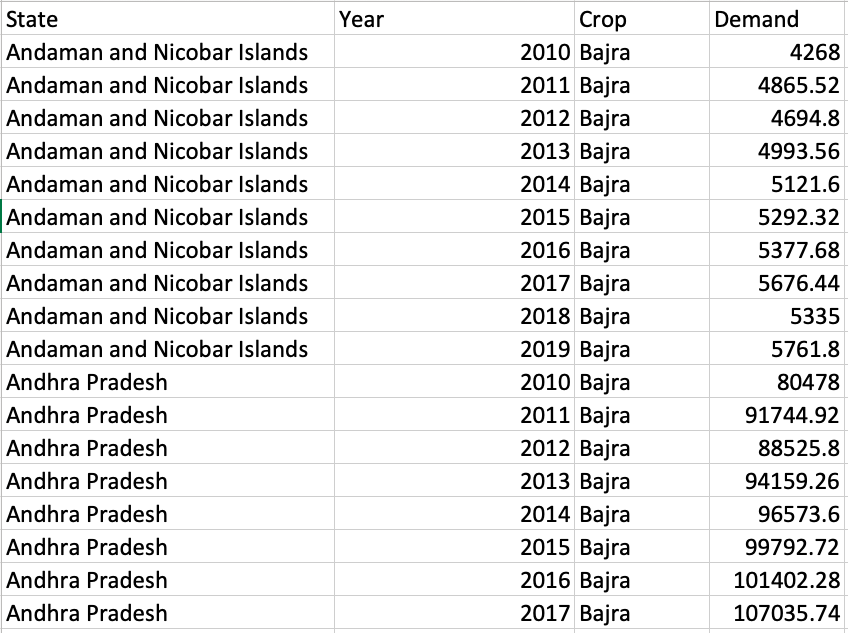 State Year Crop Demand
Andaman and Nicobar Islands 2010 Bajra 4268
Andaman and Nicobar Islands 2011 Bajra 4865.52
Andaman and Nicobar Islands 2012 Bajra 4694.8
Andaman and Nicobar Islands 2013 Bajra 4993.56
Andaman and Nicobar Islands 2014 Bajra 5121.6
Andaman and Nicobar Islands 2015 Bajra 5292.32
Andaman and Nicobar Islands 2016 Bajra 5377.68
Andaman and Nicobar Islands 2017 Bajra 5676.44
Andaman and Nicobar Islands 2018 Bajra 5335
Andaman and Nicobar Islands 2019 Bajra 5761.8
Andhra Pradesh 2010 Bajra 80478
Andhra Pradesh 2011 Bajra 91744.92
Andhra Pradesh 2012 Bajra 88525.8
Andhra Pradesh 2013 Bajra 94159.26
Andhra Pradesh 2014 Bajra 96573.6
Andhra Pradesh 2015 Bajra 99792.72
Andhra Pradesh 2016 Bajra 101402.28
Andhra Pradesh 2017 Bajra 107035.74